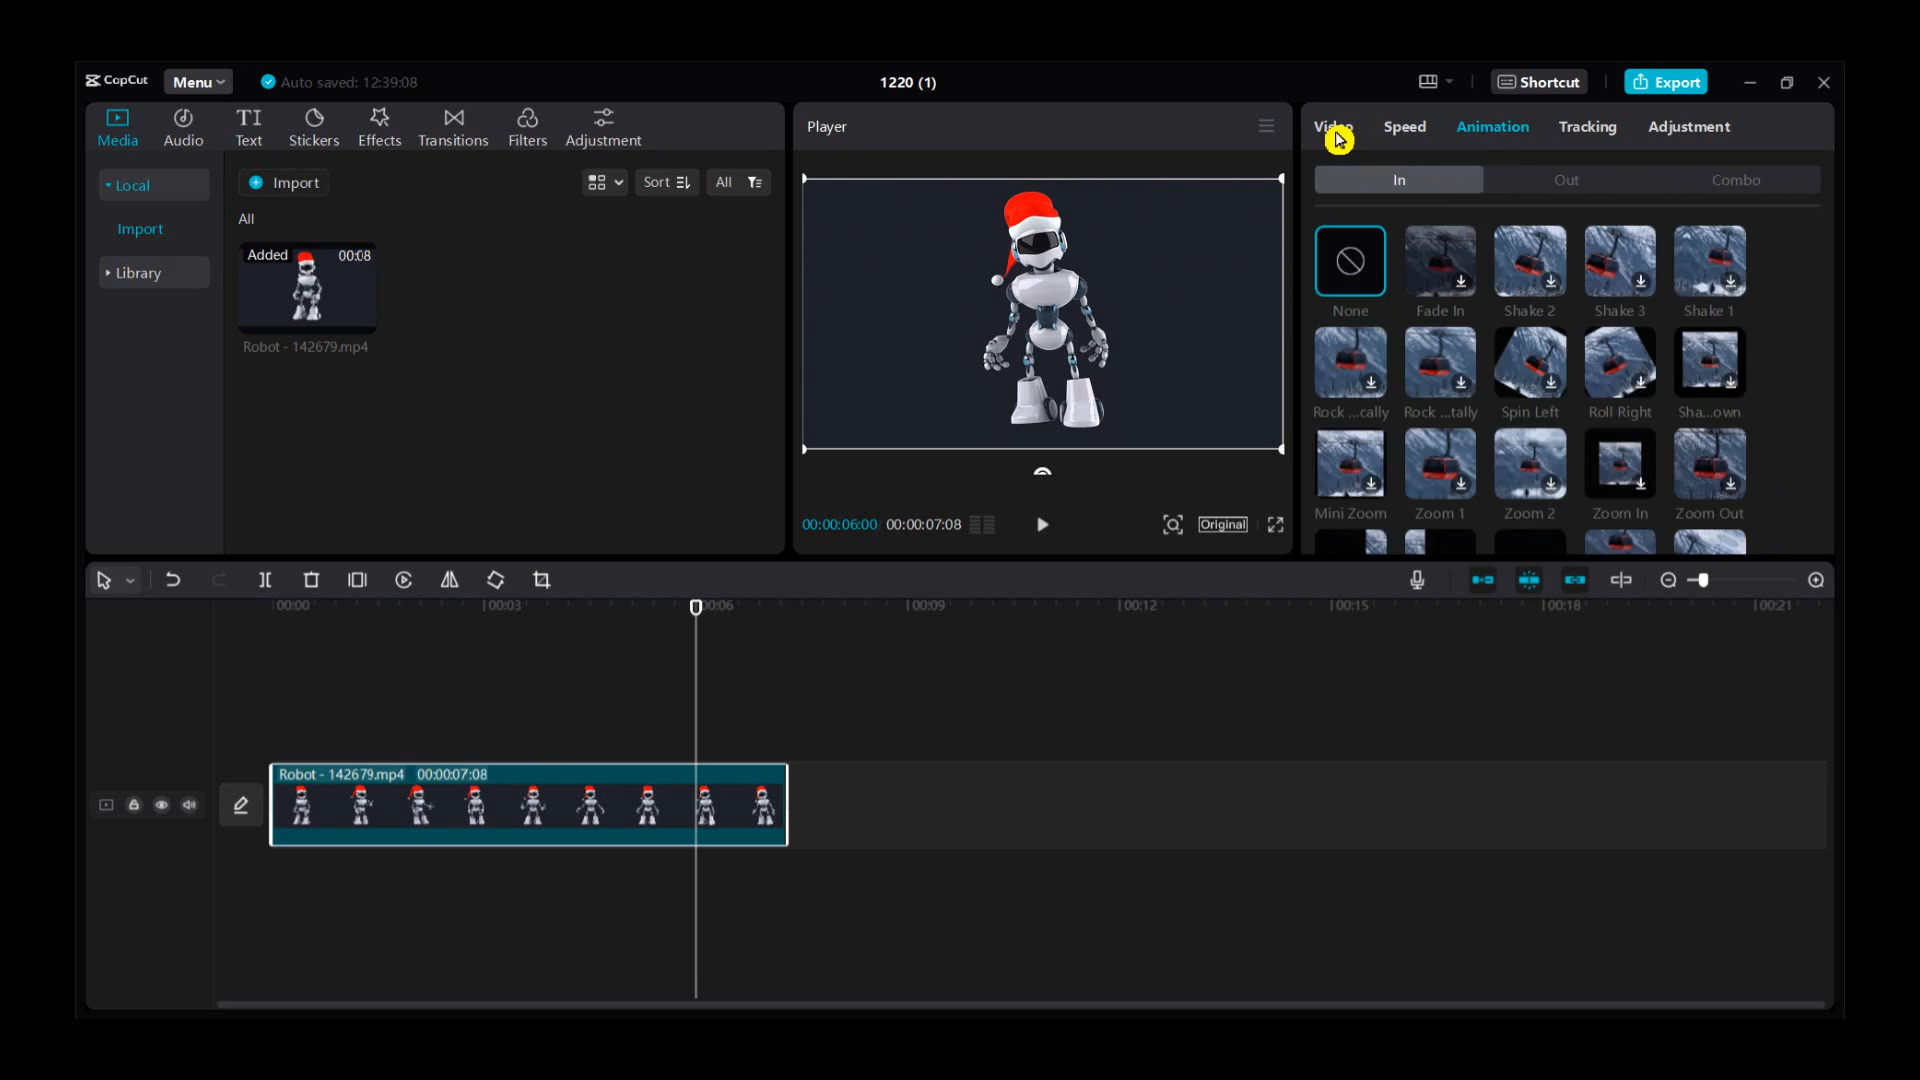 CapCut Menu Auto saved: 12:39:08 1220 (1) Shortcut Export
Media Audio Text Stickers Effects Transitions Filters Adjustment
Local
Import
Library
Import Sort All
All
Added 00:08
Robot - 142679.mp4
Player
00:00:06:00 00:00:07:08 Original
Video Speed Animation Tracking Adjustment
In Out Combo
None Fade In Shake 2 Shake 3 Shake 1
Rock ...cally Rock ...tally Spin Left Roll Right Sha...own
Mini Zoom Zoom 1 Zoom 2 Zoom In Zoom Out
00:00 00:03 00:06 00:09 00:12 00:15 00:18 00:21
Robot - 142679.mp4 00:00:07:08